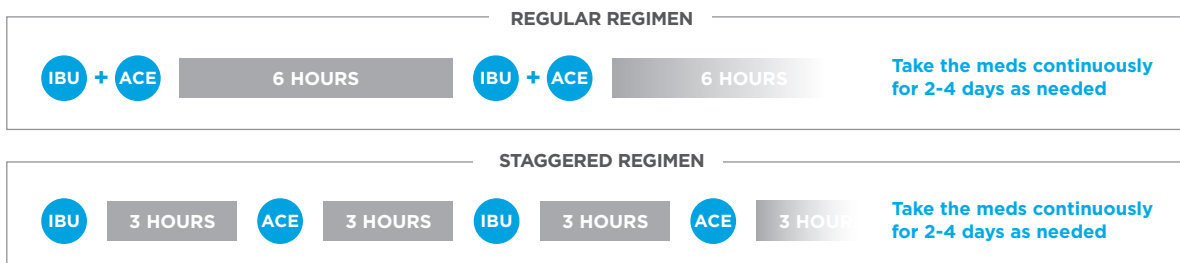 REGULAR REGIMEN
IBU + ACE 6 HOURS IBU + ACE 6 HOURS
Take the meds continuously
for 2-4 days as needed
STAGGERED REGIMEN
IBU 3 HOURS ACE 3 HOURS IBU 3 HOURS ACE 3 HOURS
Take the meds continuously
for 2-4 days as needed